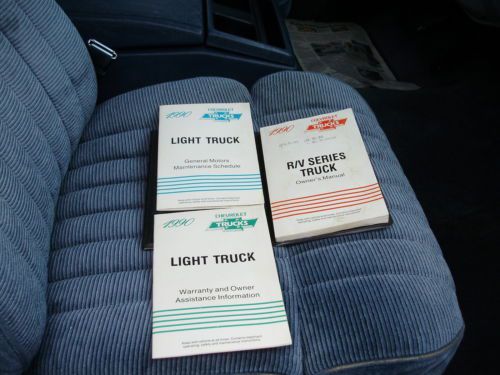 1990
CHEVROLET
TRUCKS
LIGHT TRUCK
General Motors
Maintenance Schedule
1990
CHEVROLET
TRUCKS
R/V SERIES
TRUCK
Owner's Manual
1990
CHEVROLET
TRUCKS
LIGHT TRUCK
Warranty and Owner
Assistance Information